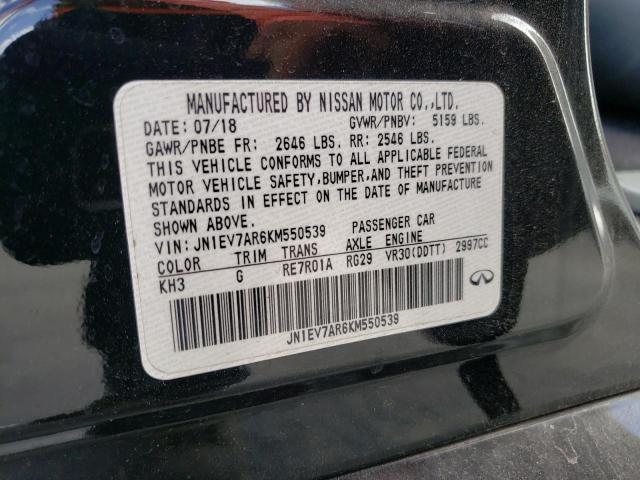 MANUFACTURED BY NISSAN MOTOR CO.,LTD.
DATE: 07/18 GVWR/PNBV: 5159 LBS.
GAWR/PNBE FR: 2646 LBS. RR: 2546 LBS.
THIS VEHICLE CONFORMS TO ALL APPLICABLE FEDERAL
MOTOR VEHICLE SAFETY,BUMPER,AND THEFT PREVENTION
STANDARDS IN EFFECT ON THE DATE OF MANUFACTURE
SHOWN ABOVE.
VIN: JN1EV7AR6KM550539 PASSENGER CAR
COLOR TRIM TRANS AXLE ENGINE
KH3 G RE7R01A RG29 VR30(DDTT) 2997CC
JN1EV7AR6KM550539